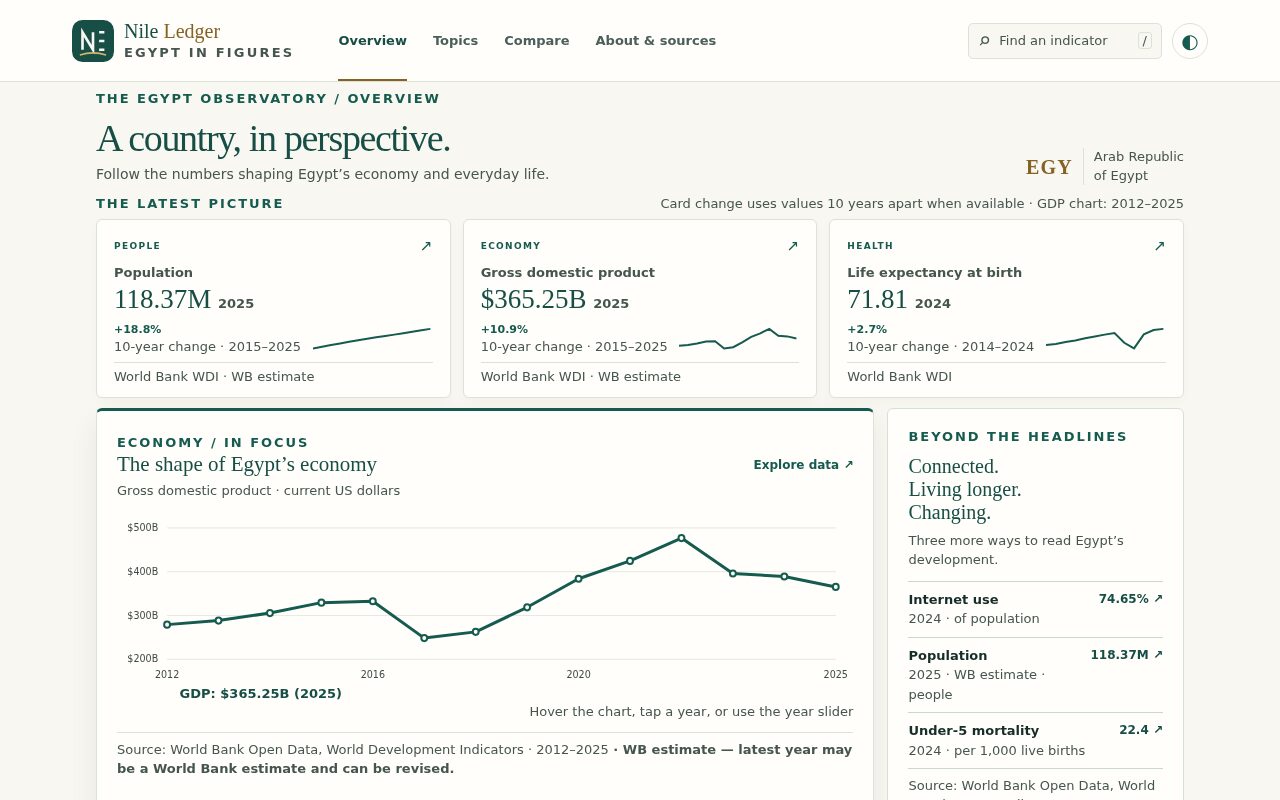 Nile Ledger
EGYPT IN FIGURES
Overview
Topics
Compare
About & sources
Find an indicator
/
THE EGYPT OBSERVATORY / OVERVIEW
A country, in perspective.
Follow the numbers shaping Egypt’s economy and everyday life.
EGY
Arab Republic
of Egypt
THE LATEST PICTURE
Card change uses values 10 years apart when available · GDP chart: 2012–2025
PEOPLE ↗
Population
118.37M 2025
+18.8%
10-year change · 2015–2025
World Bank WDI · WB estimate
ECONOMY ↗
Gross domestic product
$365.25B 2025
+10.9%
10-year change · 2015–2025
World Bank WDI · WB estimate
HEALTH ↗
Life expectancy at birth
71.81 2024
+2.7%
10-year change · 2014–2024
World Bank WDI
ECONOMY / IN FOCUS
The shape of Egypt’s economy
Explore data ↗
Gross domestic product · current US dollars
$500B
$400B
$300B
$200B
2012 2016 2020 2025
GDP: $365.25B (2025)
Hover the chart, tap a year, or use the year slider
Source: World Bank Open Data, World Development Indicators · 2012–2025 · WB estimate — latest year may
be a World Bank estimate and can be revised.
BEYOND THE HEADLINES
Connected.
Living longer.
Changing.
Three more ways to read Egypt’s
development.
Internet use 74.65% ↗
2024 · of population
Population 118.37M ↗
2025 · WB estimate ·
people
Under-5 mortality 22.4 ↗
2024 · per 1,000 live births
Source: World Bank Open Data, World